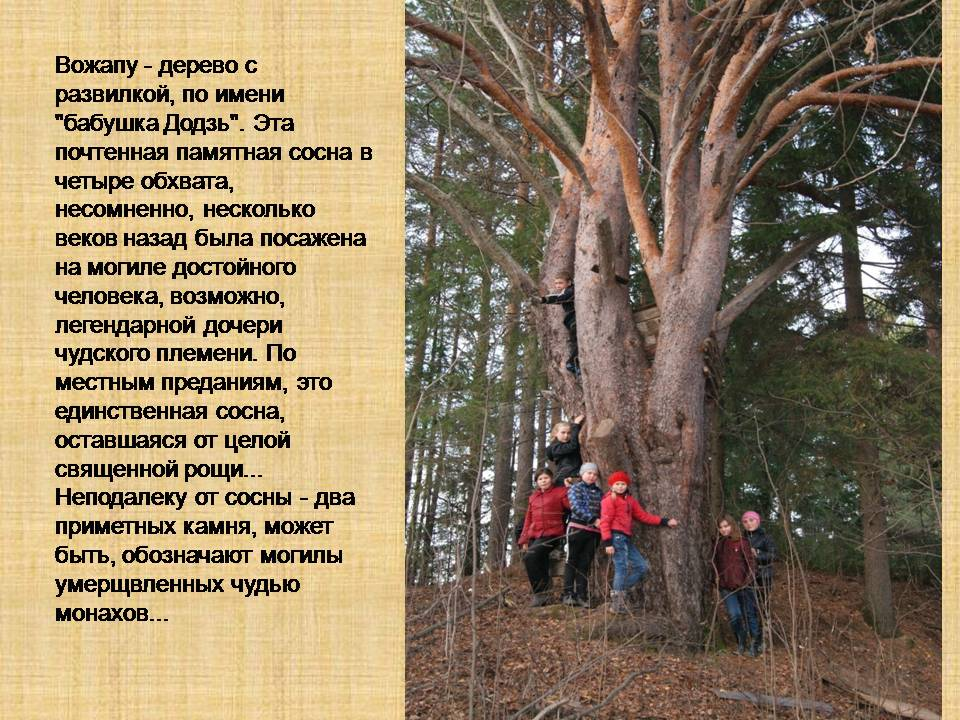 Вожапу - дерево с
развилкой, по имени
"бабушка Додзь". Эта
почтенная памятная сосна в
четыре обхвата,
несомненно, несколько
веков назад была посажена
на могиле достойного
человека, возможно,
легендарной дочери
чудского племени. По
местным преданиям, это
единственная сосна,
оставшаяся от целой
священной рощи...
Неподалеку от сосны - два
приметных камня, может
быть, обозначают могилы
умерщвленных чудью
монахов...